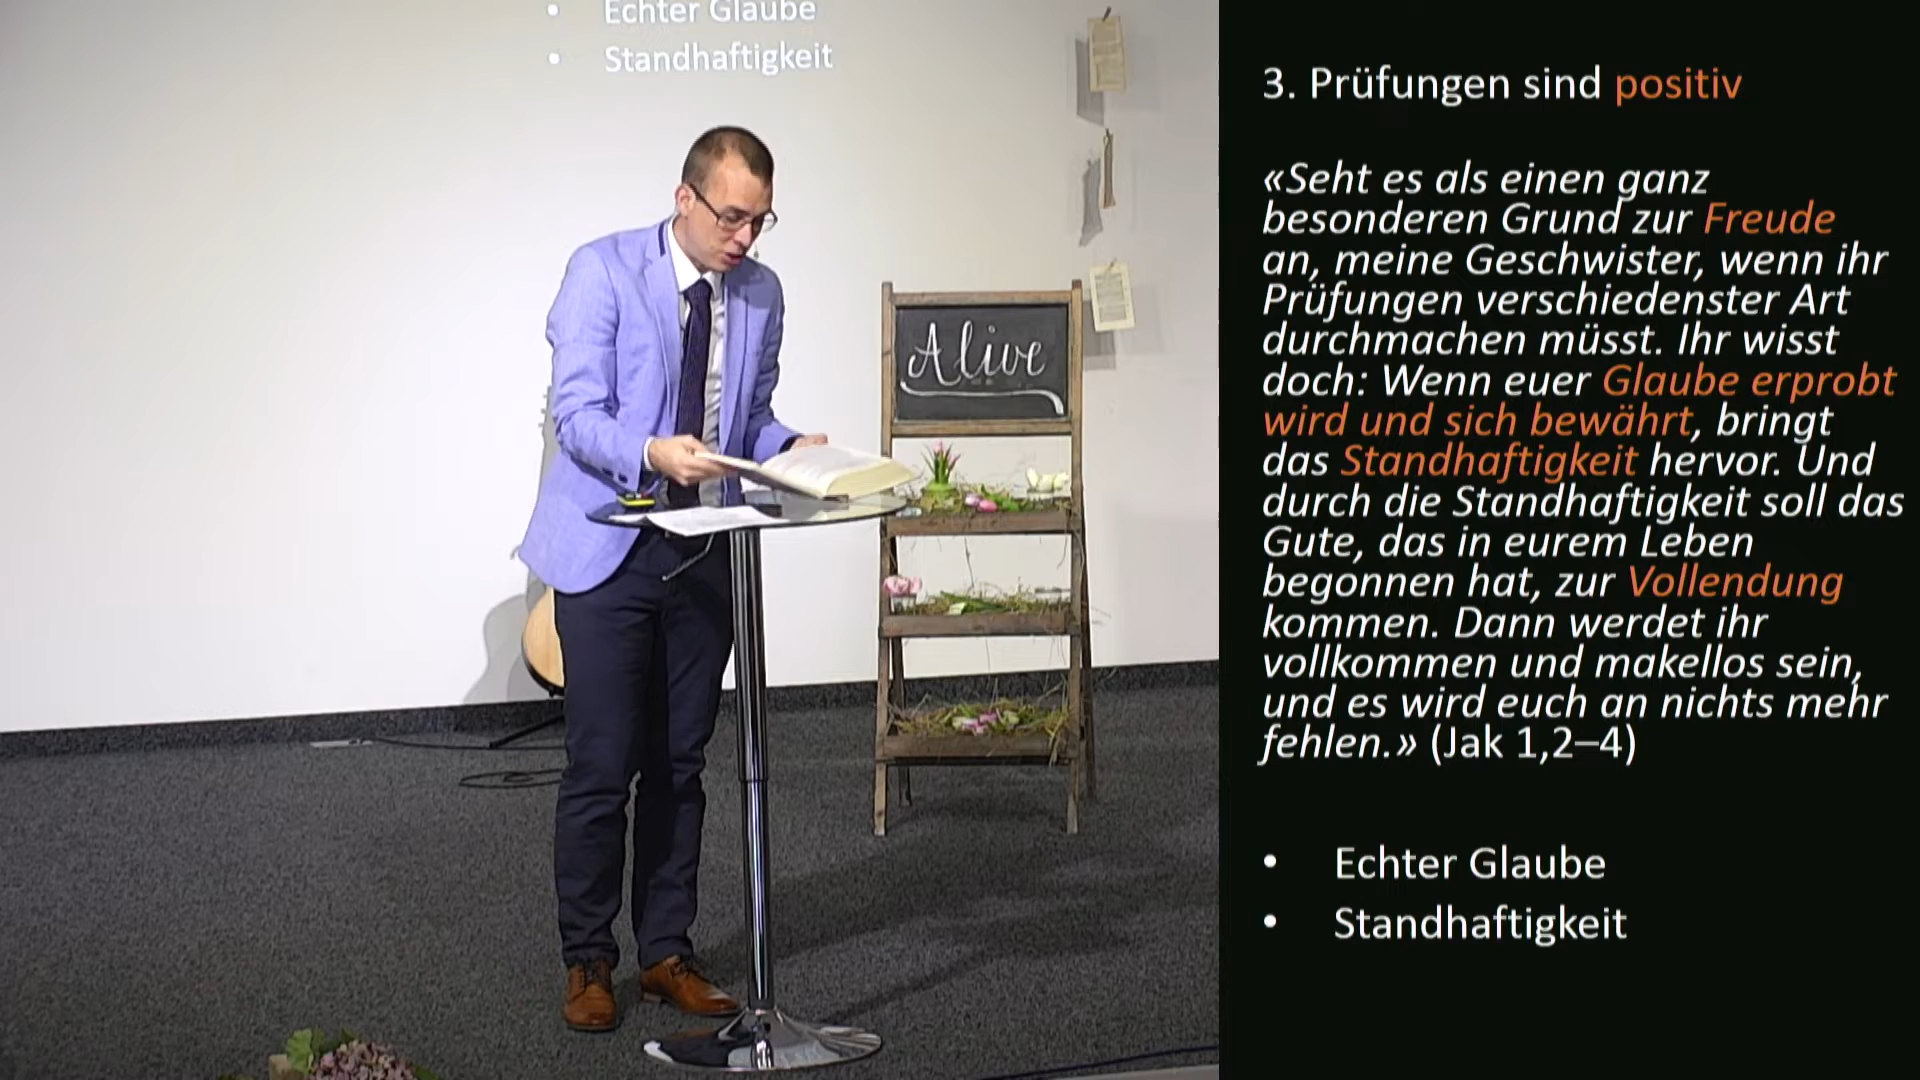 Echter Glaube
Standhaftigkeit
Alive
3. Prüfungen sind positiv
«Seht es als einen ganz
besonderen Grund zur Freude
an, meine Geschwister, wenn ihr
Prüfungen verschiedenster Art
durchmachen müsst. Ihr wisst
doch: Wenn euer Glaube erprobt
wird und sich bewährt, bringt
das Standhaftigkeit hervor. Und
durch die Standhaftigkeit soll das
Gute, das in eurem Leben
begonnen hat, zur Vollendung
kommen. Dann werdet ihr
vollkommen und makellos sein,
und es wird euch an nichts mehr
fehlen.» (Jak 1,2–4)
• Echter Glaube
• Standhaftigkeit